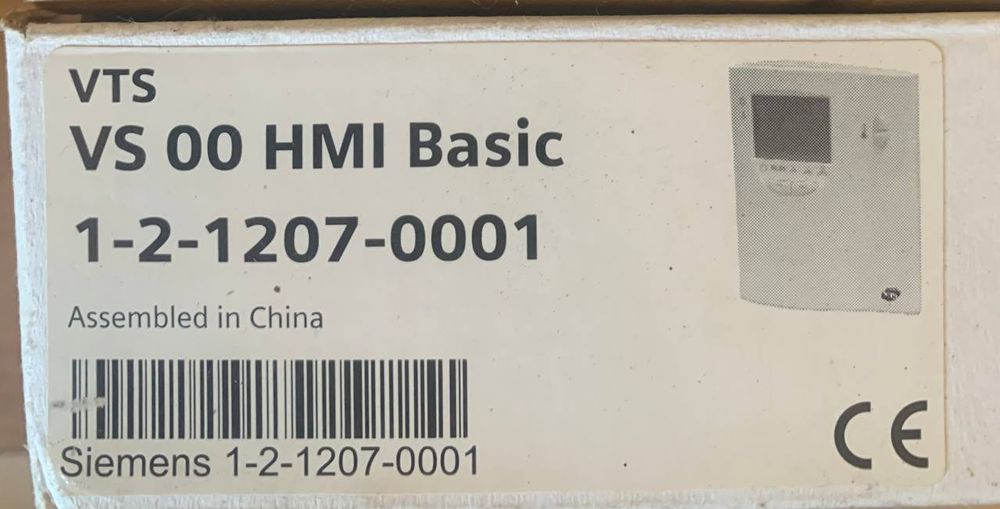 VTS
VS 00 HMI Basic
1-2-1207-0001
Assembled in China
Siemens 1-2-1207-0001
CE